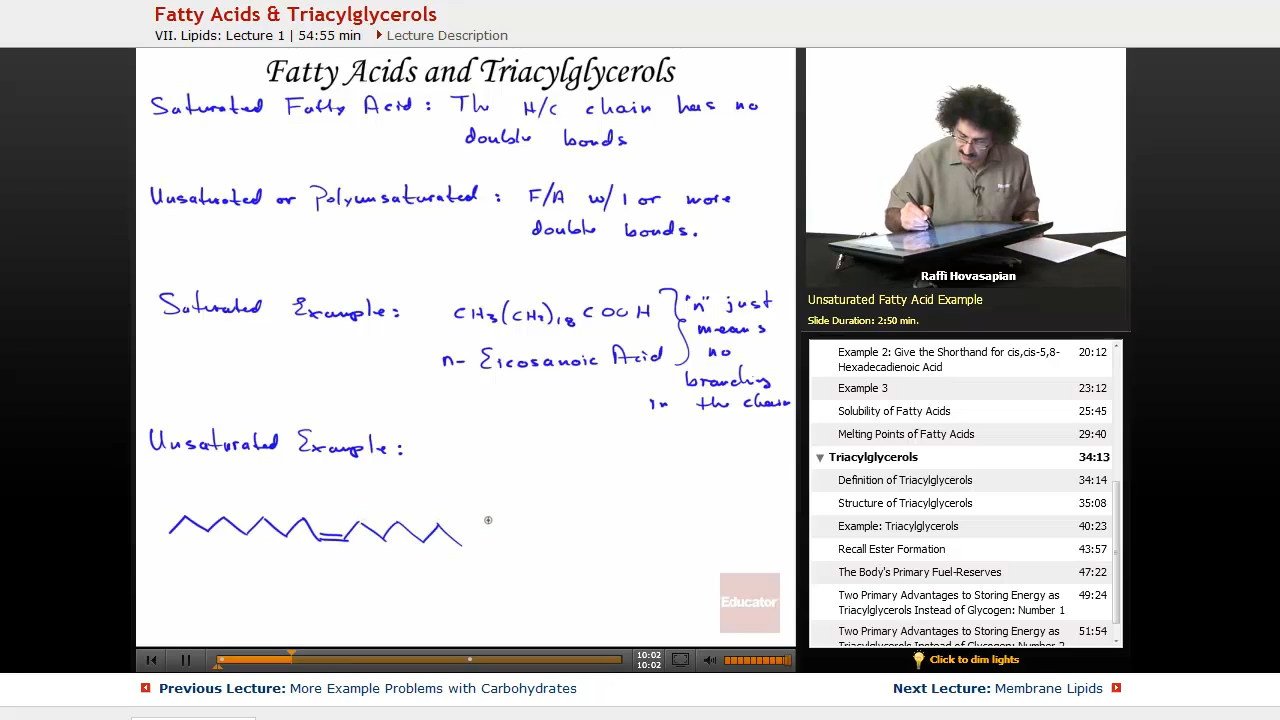 Fatty Acids & Triacylglycerols
VII. Lipids: Lecture 1 | 54:55 min
Lecture Description
Fatty Acids and Triacylglycerols
Saturated Fatty Acid : The H/C chain has no
double bonds
Unsaturated or Polyunsaturated : F/A w/ 1 or more
double bonds.
Saturated Example: CH3(CH2)18COOH
n- Eicosanoic Acid
"n" just
means
no
branching
in the chain
Unsaturated Example:
Educator
Raffi Hovasapian
Unsaturated Fatty Acid Example
Slide Duration: 2:50 min.
Example 2: Give the Shorthand for cis,cis-5,8- 20:12
Hexadecadienoic Acid
Example 3 23:12
Solubility of Fatty Acids 25:45
Melting Points of Fatty Acids 29:40
Triacylglycerols 34:13
Definition of Triacylglycerols 34:14
Structure of Triacylglycerols 35:08
Example: Triacylglycerols 40:23
Recall Ester Formation 43:57
The Body's Primary Fuel-Reserves 47:22
Two Primary Advantages to Storing Energy as 49:24
Triacylglycerols Instead of Glycogen: Number 1
Two Primary Advantages to Storing Energy as 51:54
Triacylglycerols Instead of Glycogen: Number 2
10:02
10:02
Click to dim lights
Previous Lecture: More Example Problems with Carbohydrates
Next Lecture: Membrane Lipids